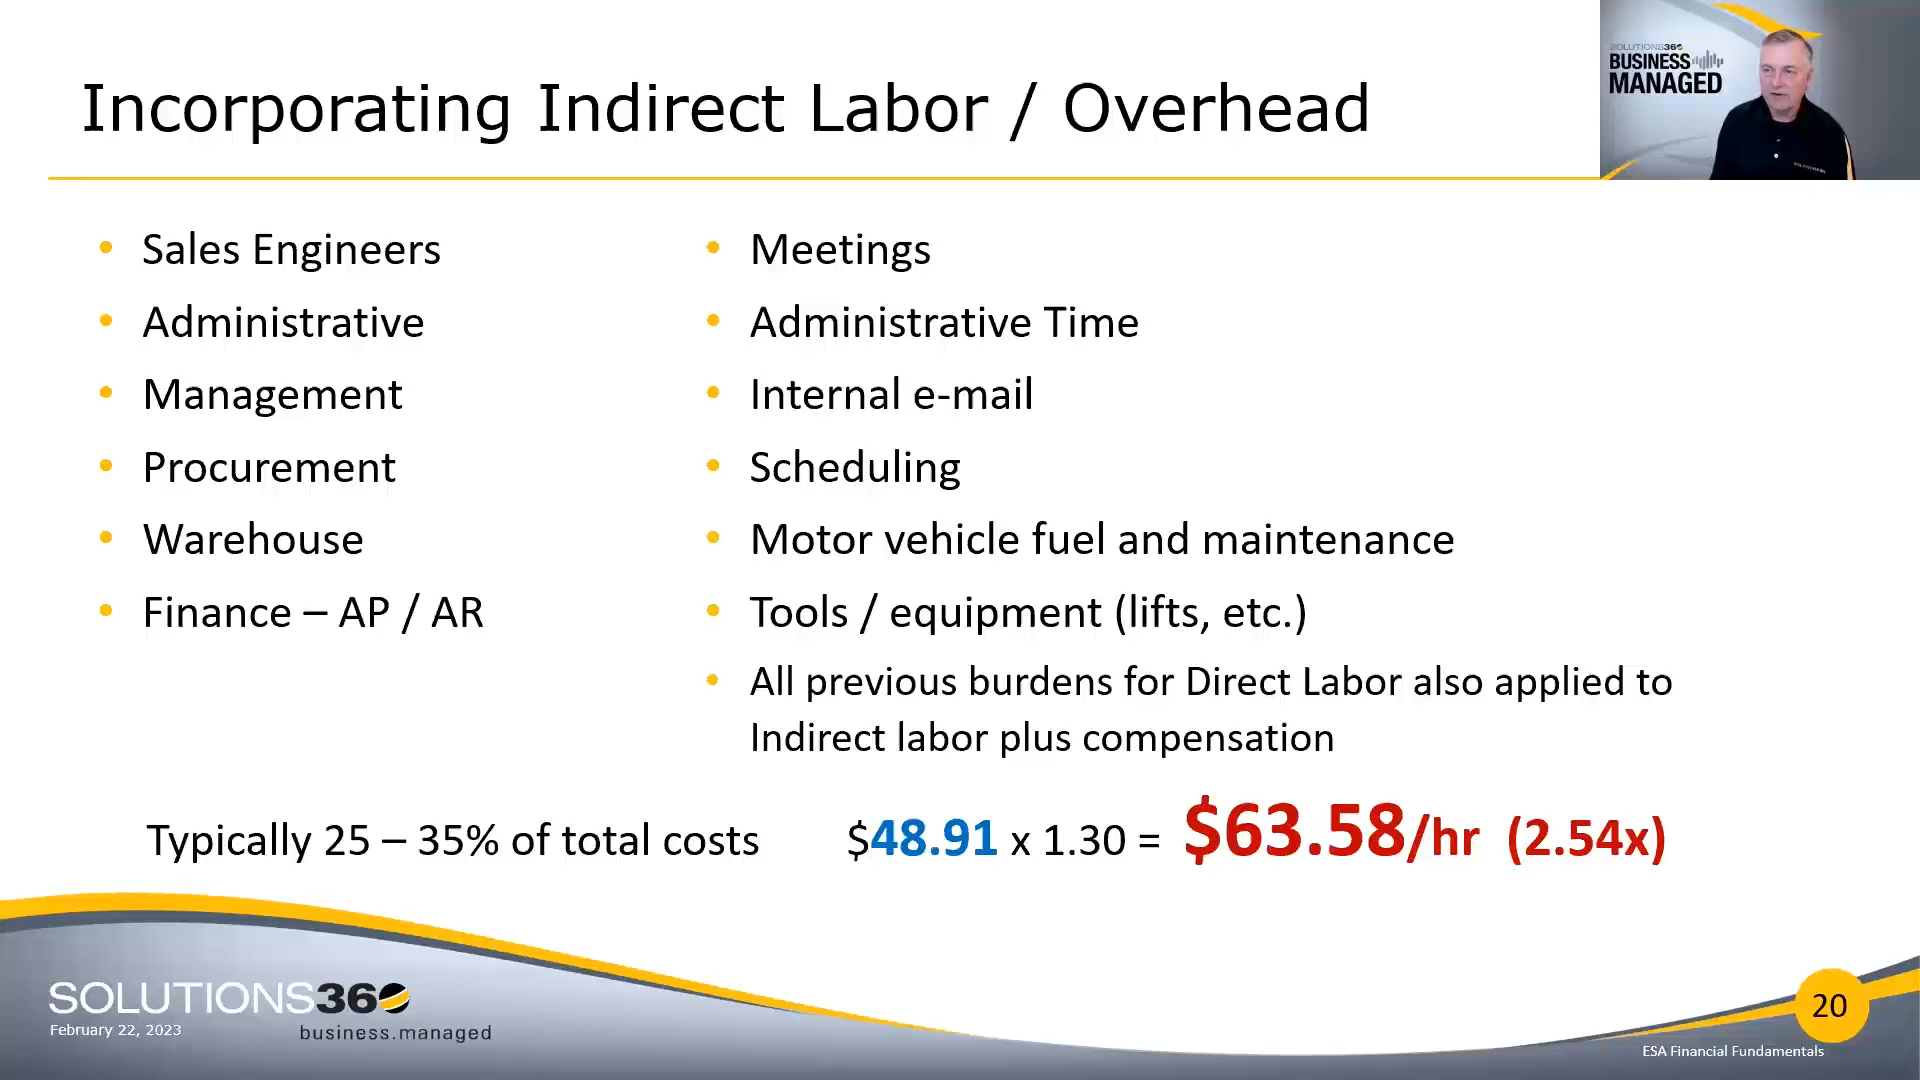 Incorporating Indirect Labor / Overhead
SOLUTIONS360
BUSINESS
MANAGED
• Sales Engineers
• Administrative
• Management
• Procurement
• Warehouse
• Finance – AP / AR
• Meetings
• Administrative Time
• Internal e-mail
• Scheduling
• Motor vehicle fuel and maintenance
• Tools / equipment (lifts, etc.)
• All previous burdens for Direct Labor also applied to
Indirect labor plus compensation
Typically 25 – 35% of total costs
$48.91 x 1.30 = $63.58/hr (2.54x)
SOLUTIONS360
February 22, 2023
business.managed
20
ESA Financial Fundamentals